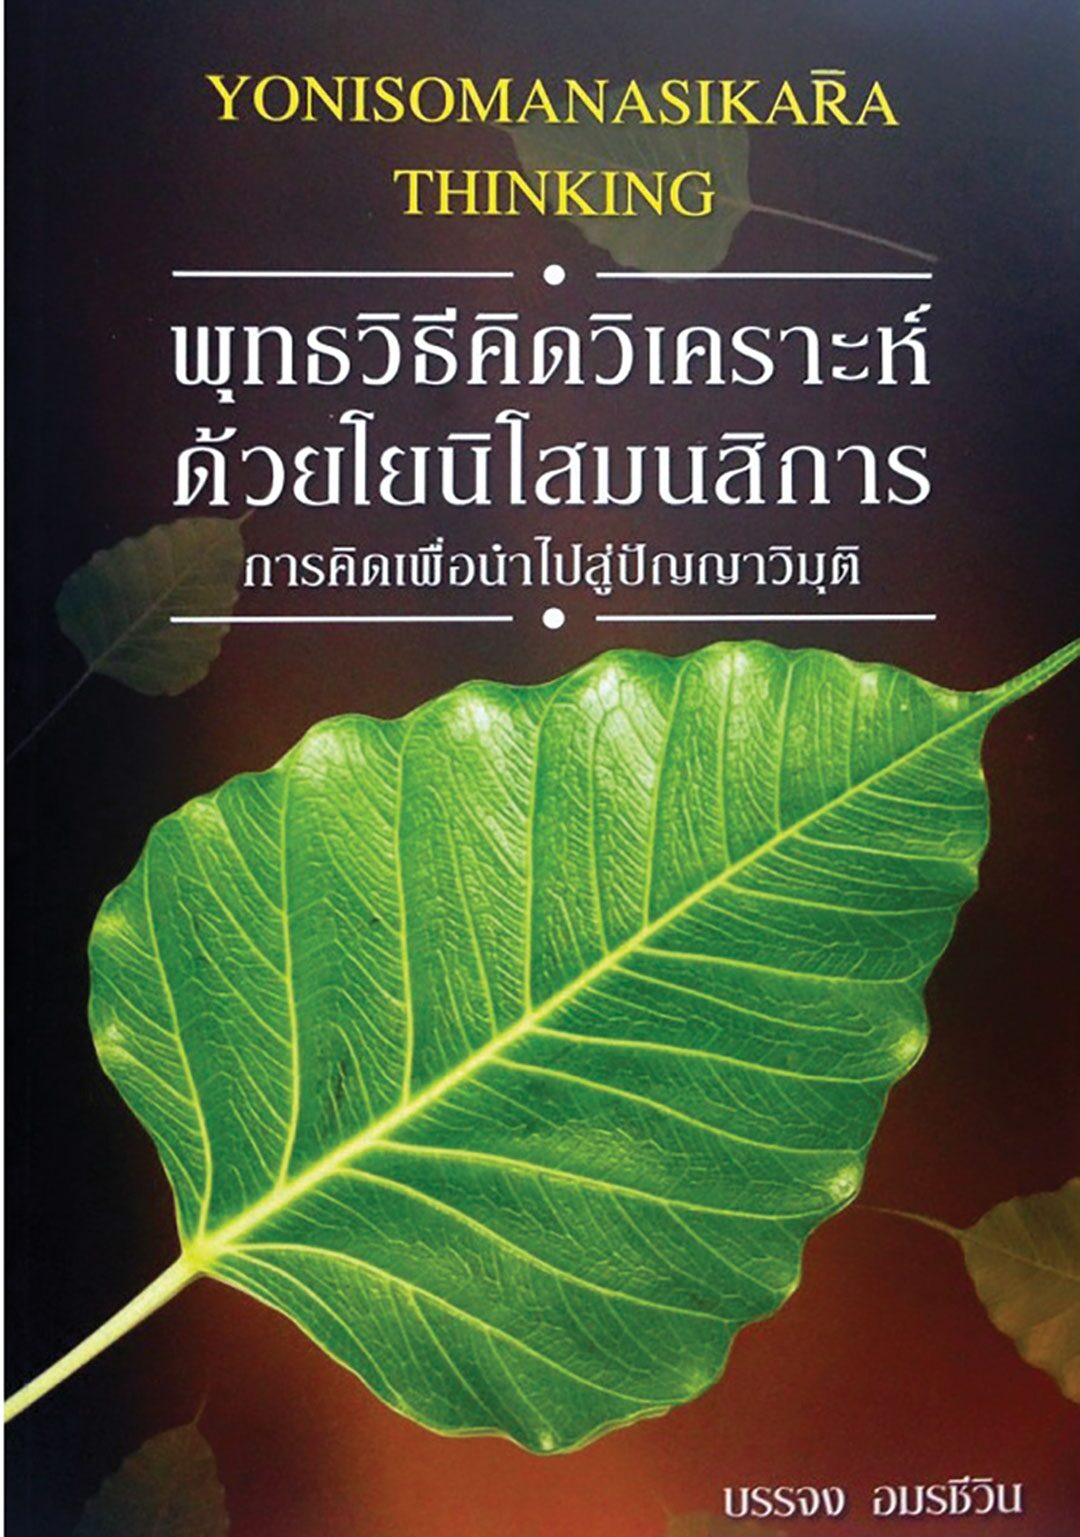 YONISOMANASIKAR̄A
THINKING
พุทธวิธีคิดวิเคราะห์
ด้วยโยนิโสมนสิการ
การคิดเพื่อนำไปสู่ปัญญาวิมุติ
บรรจง อมรชีวิน